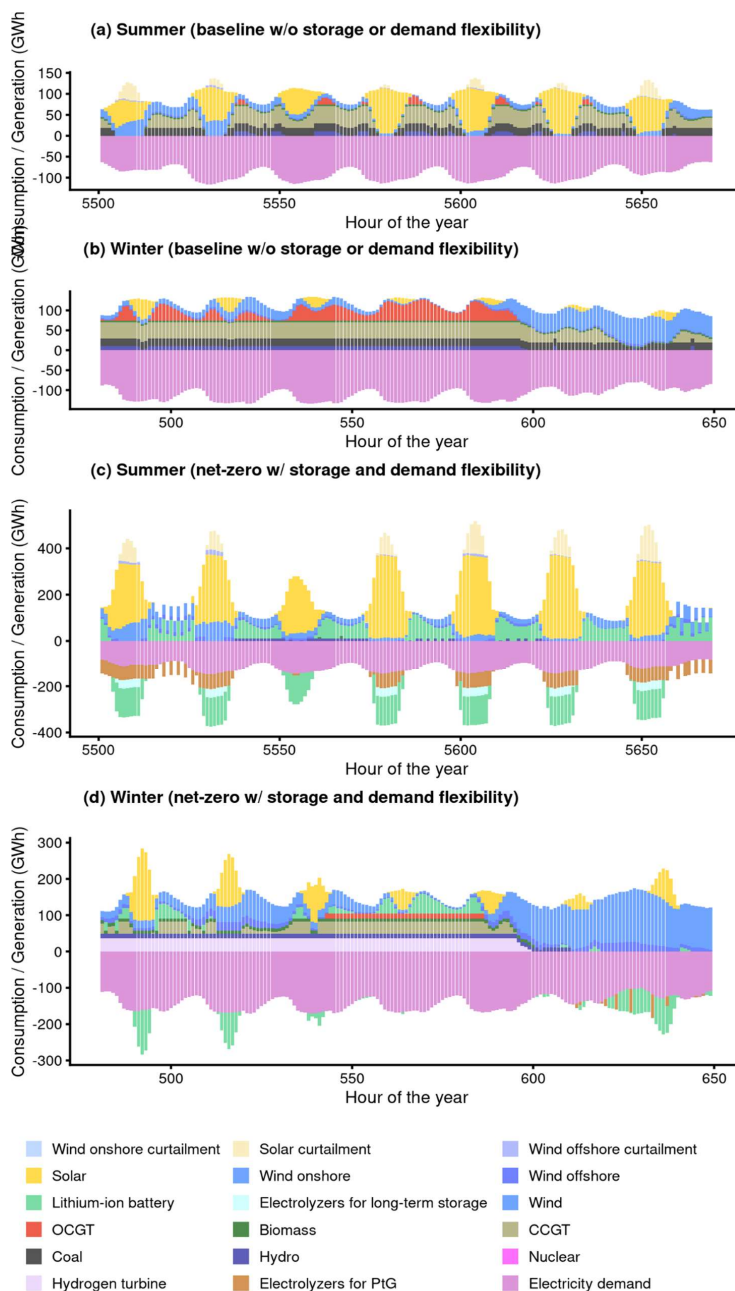 (a) Summer (baseline w/o storage or demand flexibility)
Consumption / Generation (GWh)
150
100
50
0
-50
-100
5500
5550
5600
5650
Hour of the year
(b) Winter (baseline w/o storage or demand flexibility)
Consumption / Generation (GWh)
100
50
0
-50
-100
500
550
600
650
Hour of the year
(c) Summer (net-zero w/ storage and demand flexibility)
Consumption / Generation (GWh)
400
200
0
-200
-400
5500
5550
5600
5650
Hour of the year
(d) Winter (net-zero w/ storage and demand flexibility)
Consumption / Generation (GWh)
300
200
100
0
-100
-200
-300
500
550
600
650
Hour of the year
Wind onshore curtailment
Solar curtailment
Wind offshore curtailment
Solar
Wind onshore
Wind offshore
Lithium-ion battery
Electrolyzers for long-term storage
Wind
OCGT
Biomass
CCGT
Coal
Hydro
Nuclear
Hydrogen turbine
Electrolyzers for PtG
Electricity demand